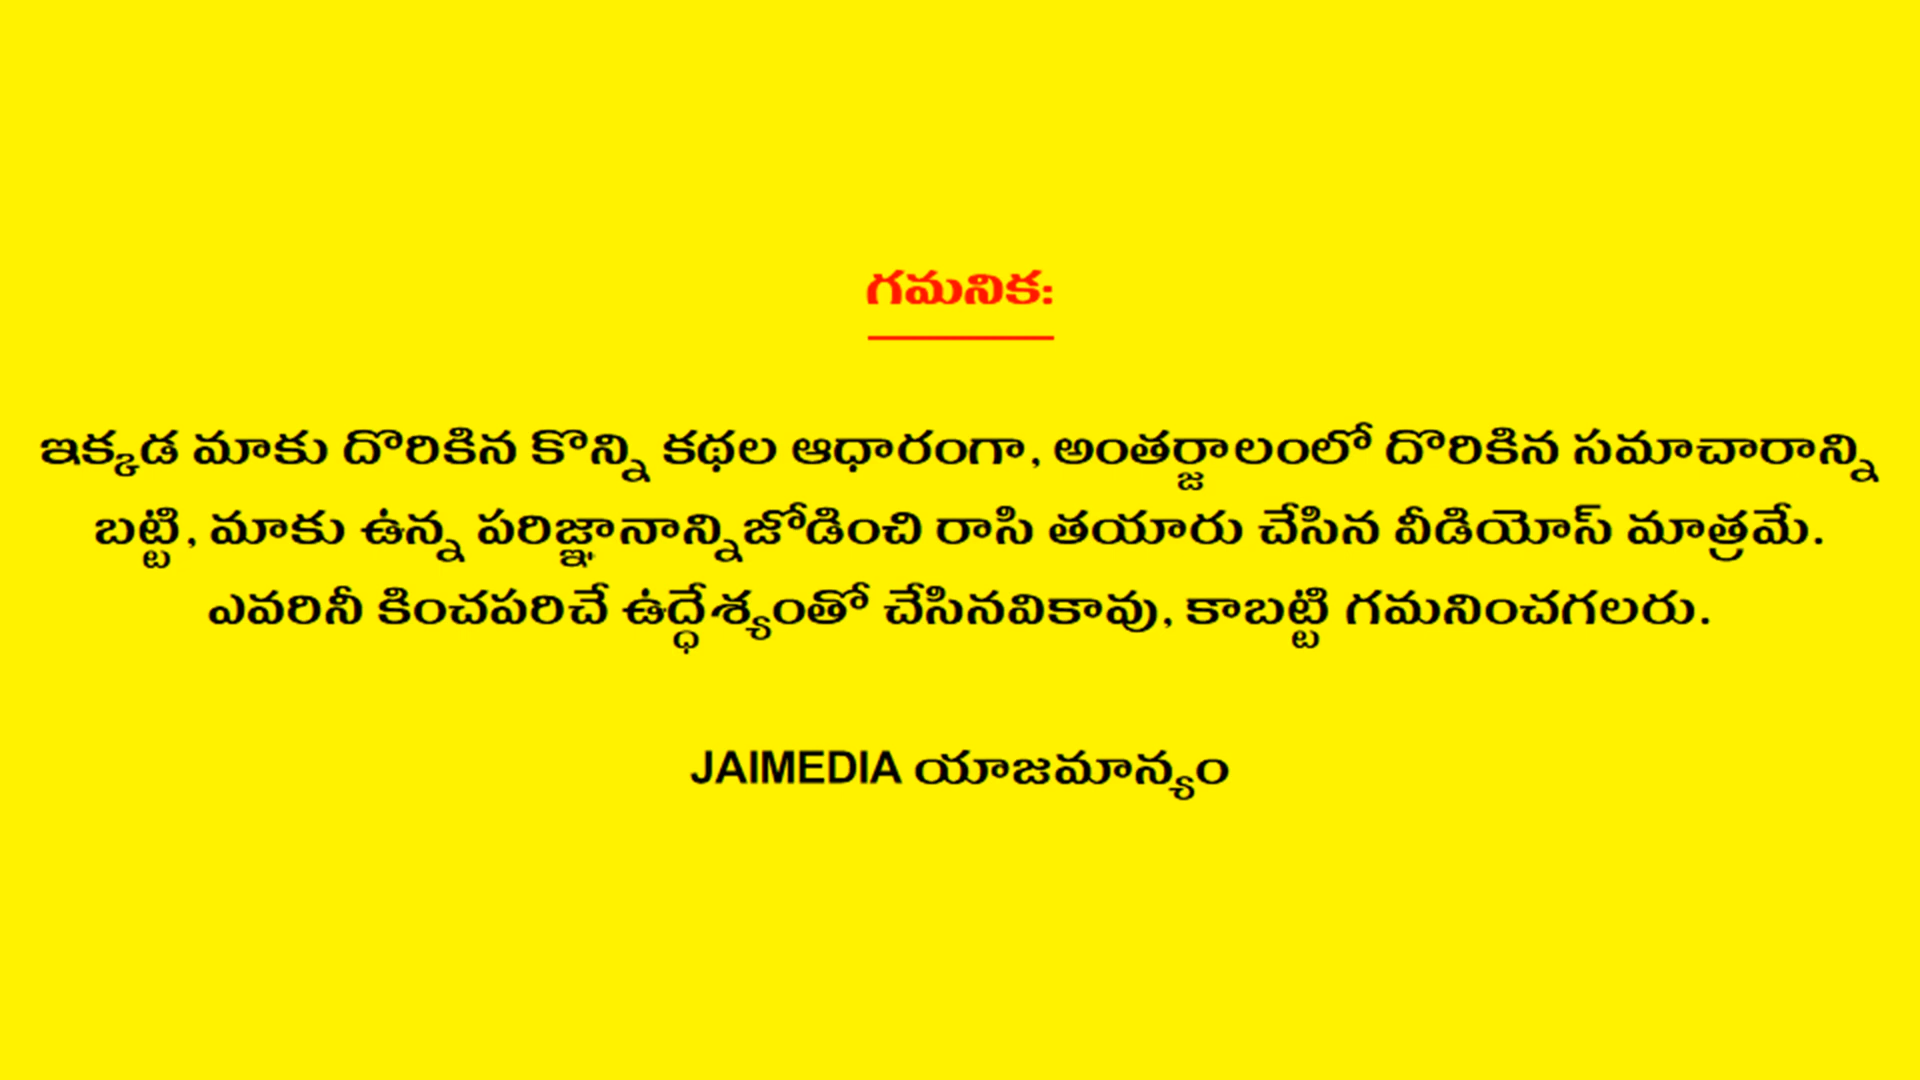 గమనిక:
ఇక్కడ మాకు దొరికిన కొన్ని కథల ఆధారంగా, అంతర్జాలంలో దొరికిన సమాచారాన్ని
బట్టి, మాకు ఉన్న పరిజ్ఞానాన్నిజోడించి రాసి తయారు చేసిన వీడియోస్ మాత్రమే.
ఎవరినీ కించపరిచే ఉద్ధేశ్యంతో చేసినవికావు, కాబట్టి గమనించగలరు.
JAIMEDIA యాజమాన్యం